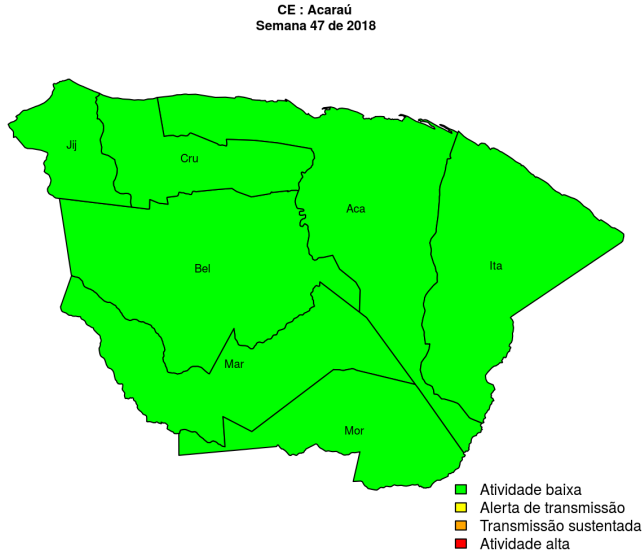 CE : Acaraú
Semana 47 de 2018
Jij
Cru
Aca
Bel
Ita
Mar
Mor
Atividade baixa
Alerta de transmissão
Transmissão sustentada
Atividade alta